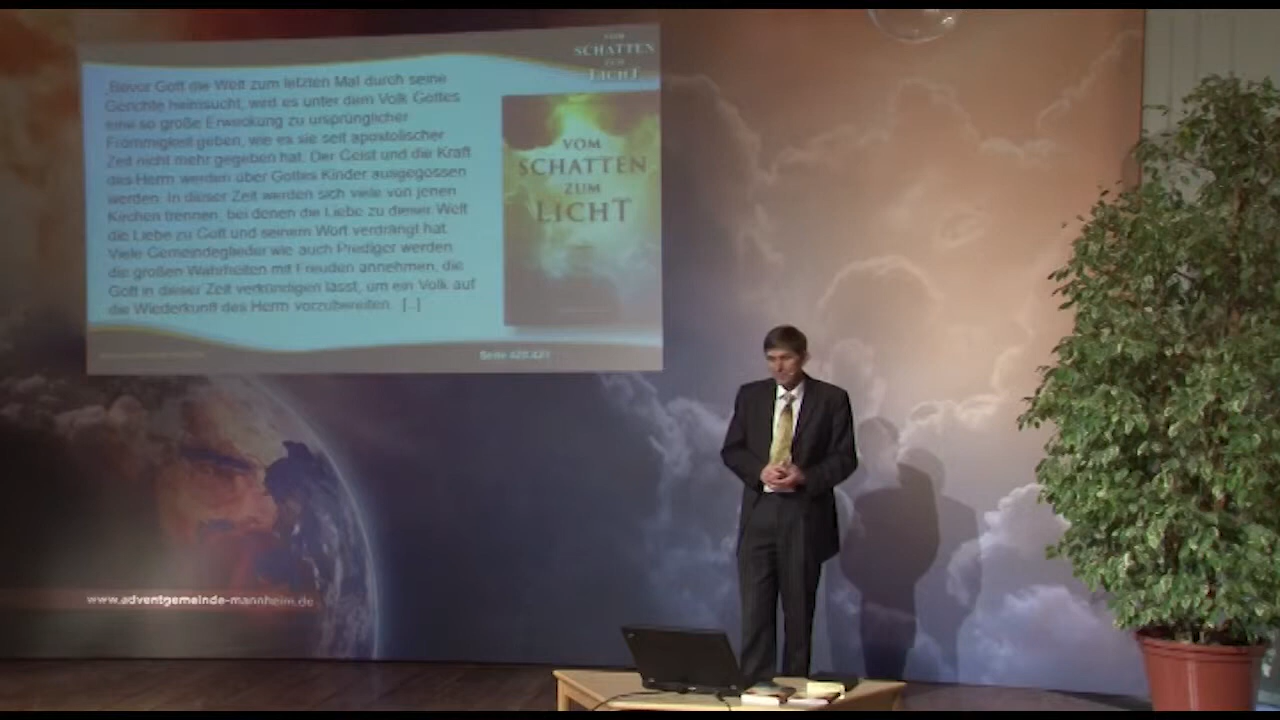 VOM
SCHATTEN
ZUM
LICHT
„Bevor Gott die Welt zum letzten Mal durch seine
Gerichte heimsucht, wird es unter dem Volk Gottes
eine so große Erweckung zu ursprünglicher
Frömmigkeit geben, wie es sie seit apostolischer
Zeit nicht mehr gegeben hat. Der Geist und die Kraft
des Herrn werden über Gottes Kinder ausgegossen
werden. In dieser Zeit werden sich viele von jenen
Kirchen trennen, bei denen die Liebe zu dieser Welt
die Liebe zu Gott und seinem Wort verdrängt hat.
Viele Gemeindeglieder wie auch Prediger werden
die großen Wahrheiten mit Freuden annehmen, die
Gott in dieser Zeit verkündigen lässt, um ein Volk auf
die Wiederkunft des Herrn vorzubereiten. [...]
VOM
SCHATTEN
ZUM
LICHT
Seite
www.adventgemeinde-mannheim.de